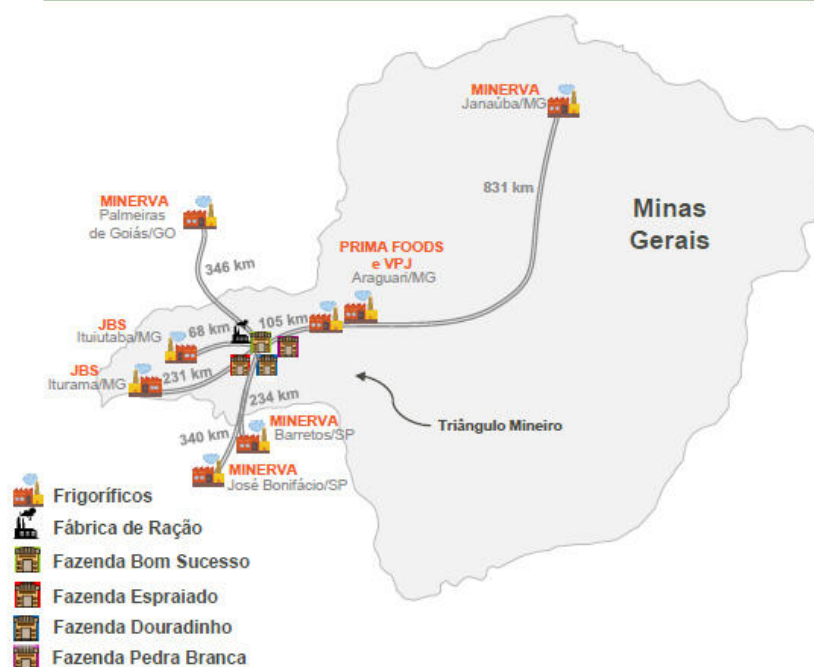 MINERVA
Janaúba/MG
831 km
Minas
Gerais
MINERVA
Palmeiras
de Goiás/GO
346 km
PRIMA FOODS
e VPJ
Araguari/MG
105 km
JBS
Ituiutaba/MG
68 km
JBS
Iturama/MG
231 km
234 km
340 km
MINERVA
Barretos/SP
MINERVA
José Bonifácio/SP
Triângulo Mineiro
Frigoríficos
Fábrica de Ração
Fazenda Bom Sucesso
Fazenda Espraiado
Fazenda Douradinho
Fazenda Pedra Branca